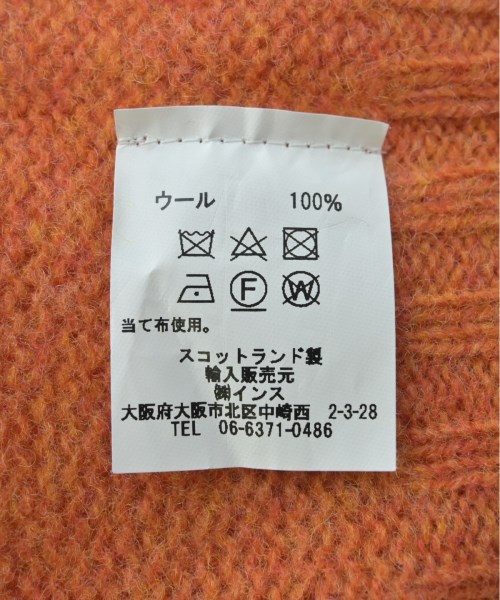 ウール 100%
F W
当て布使用。
スコットランド製
輸入販売元
㈱インス
大阪府大阪市北区中崎西 2-3-28
TEL 06-6371-0486